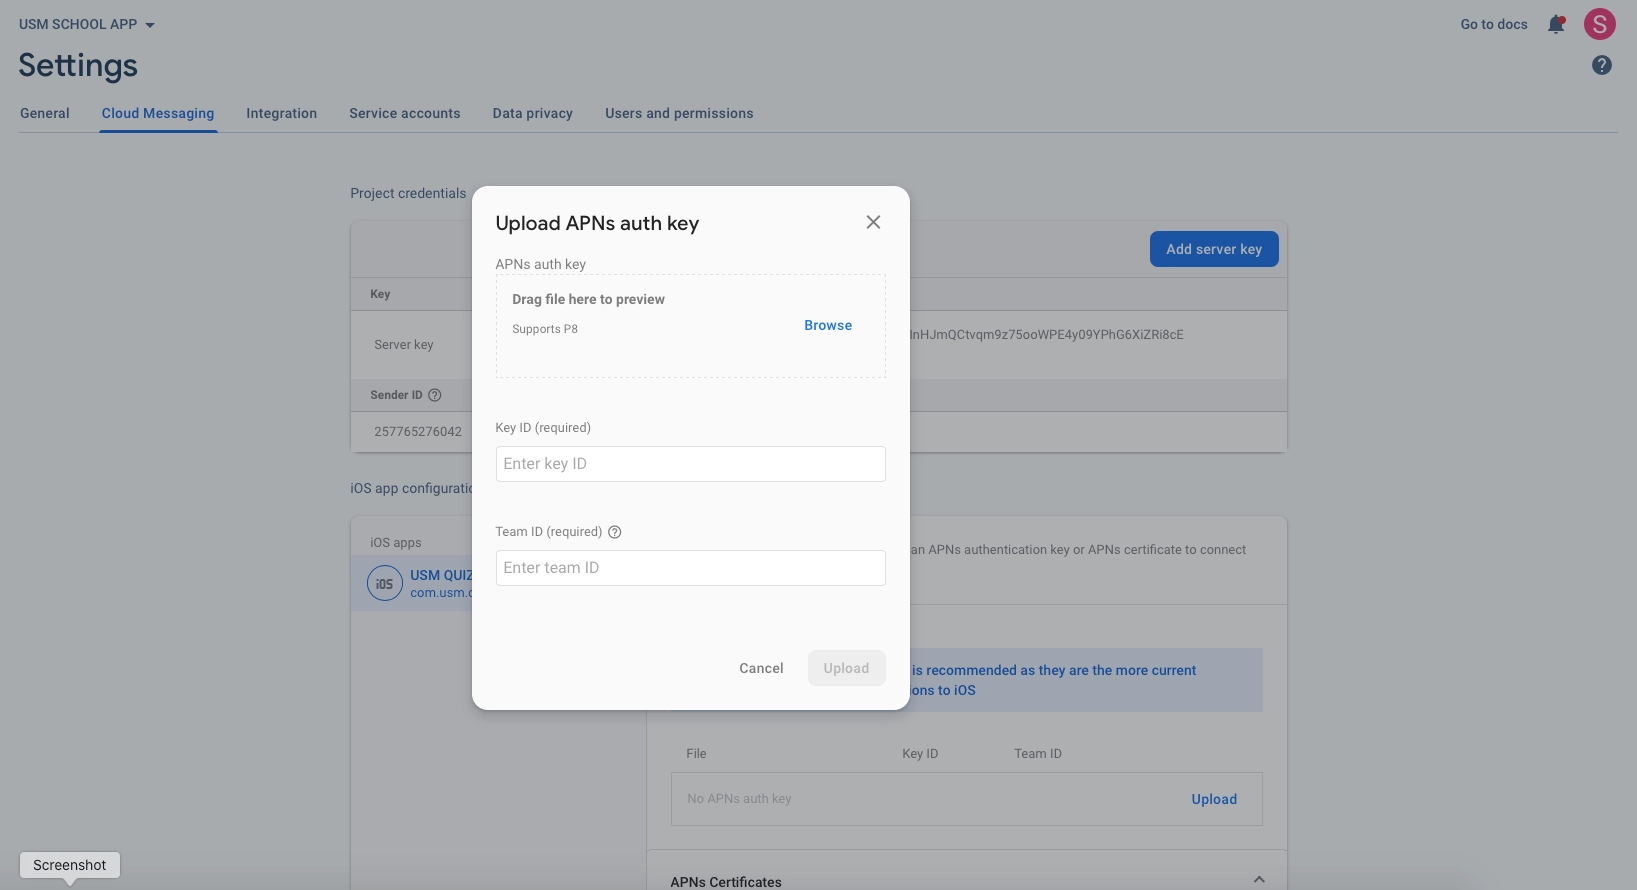 USM SCHOOL APP
Go to docs
S
Settings
General
Cloud Messaging
Integration
Service accounts
Data privacy
Users and permissions
Project credentials
Add server key
Key
Server key
InHJmQCtvqm9z75ooWPE4y09YPhG6XiZRi8cE
Sender ID
257765276042
Upload APNs auth key
APNs auth key
Drag file here to preview
Supports P8
Browse
Key ID (required)
Enter key ID
Team ID (required)
Enter team ID
Cancel
Upload
iOS app
iOS apps
iOS
USM QUIZ
com.usm.
an APNs authentication key or APNs certificate to connect
is recommended as they are the more current
to iOS
File
Key ID
Team ID
No APNs auth key
Upload
APNs Certificates
Screenshot